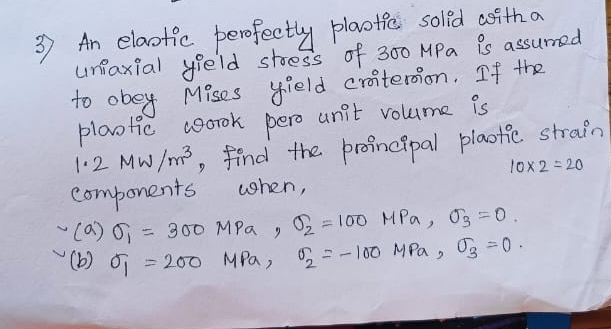 3) An elastic perfectly plastic solid with a
uniaxial yield stress of 300 MPa is assumed
to obey Mises yield criterion. If the
plastic work per unit volume is
1.2 MW/m³, find the principal plastic strain
components when, 10x2=20
(a) σ₁ = 300 MPa, σ₂ = 100 MPa, σ₃ = 0.
(b) σ₁ = 200 MPa, σ₂ = -100 MPa, σ₃ = 0.